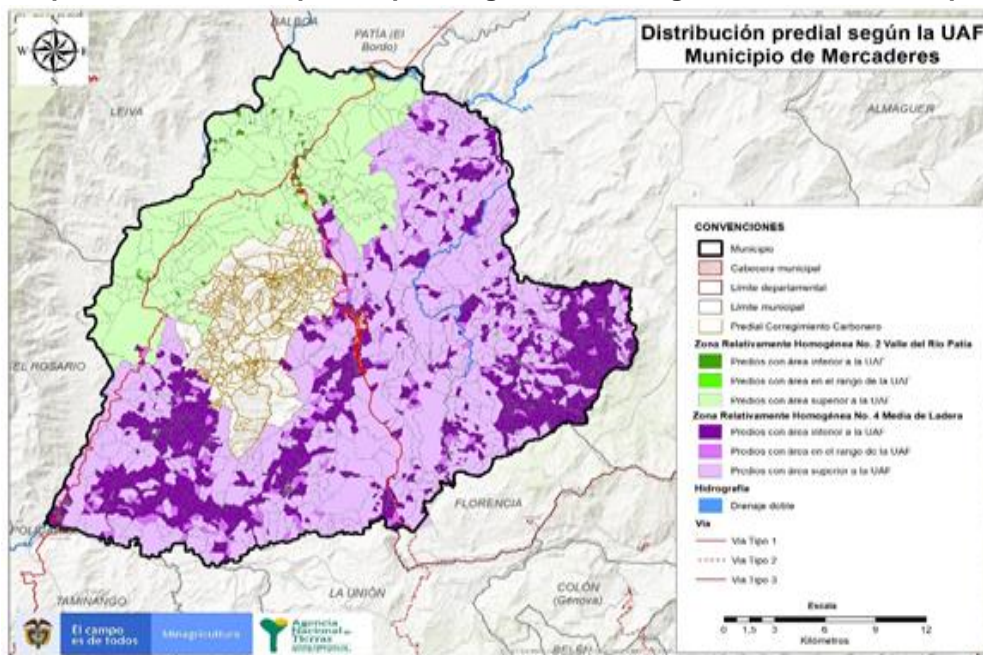 Distribución predial según la UAF
Municipio de Mercaderes
N
W
E
S
BALBOA
PATÍA (El
Bordo)
LEIVA
ALMAGUER
EL ROSARIO
FLORENCIA
TAMINANGO
LA UNIÓN
COLÓN
(Génova)
BELÉN
CONVENCIONES
Municipio
Cabecera municipal
Límite departamental
Límite municipal
Predial Corregimiento Carbonero
Zona Relativamente Homogénea No. 2 Valle del Río Patía
Predios con área inferior a la UAF
Predios con área en el rango de la UAF
Predios con área superior a la UAF
Zona Relativamente Homogénea No. 4 Media de Ladera
Predios con área inferior a la UAF
Predios con área en el rango de la UAF
Predios con área superior a la UAF
Hidrografía
Drenaje doble
Vía
Vía Tipo 1
Vía Tipo 2
Vía Tipo 3
Escala
0 1,5 3 6 9 12
Kilómetros
El campo
es de todos
Minagricultura
Agencia
Nacional de
Tierras